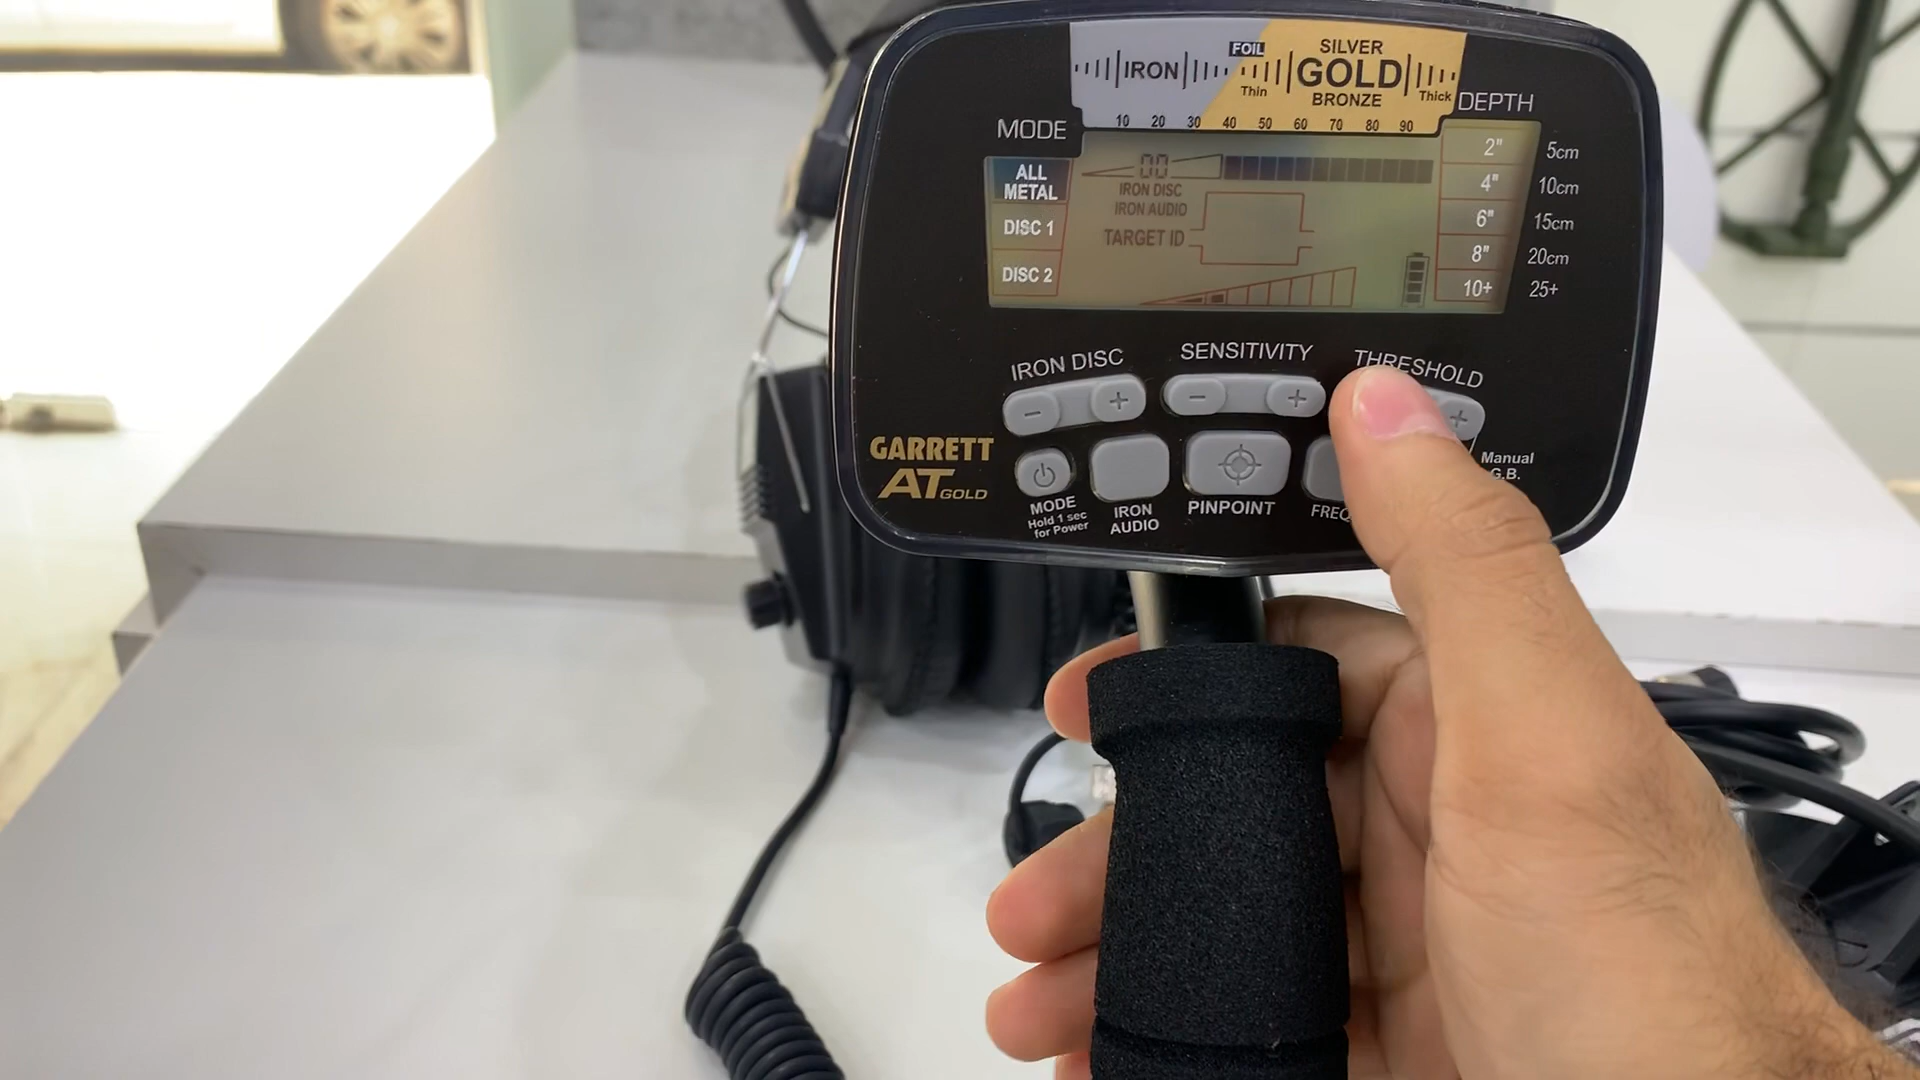 FOIL
SILVER
IRON
GOLD
Thin
BRONZE
Thick
DEPTH
10 20 30 40 50 60 70 80 90
MODE
2" 5cm
ALL
METAL
00
4" 10cm
IRON DISC
IRON AUDIO
6" 15cm
DISC 1
TARGET ID
8" 20cm
DISC 2
10+ 25+
IRON DISC
SENSITIVITY
THRESHOLD
- +
- +
+
GARRETT
AT GOLD
Manual
G.B.
MODE
Hold 1 sec
for Power
IRON
AUDIO
PINPOINT